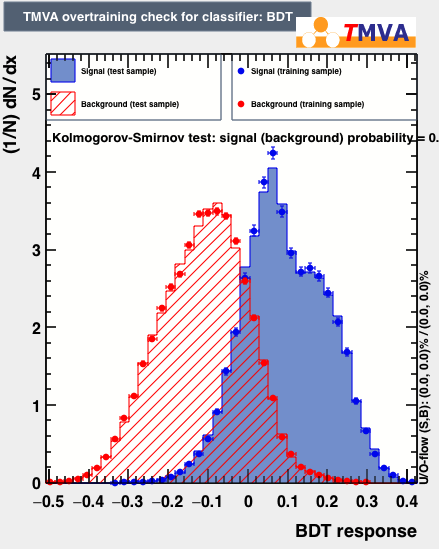 TMVA overtraining check for classifier: BDT
TMVA
(1/N) dN / dx
Signal (test sample)
Signal (training sample)
Background (test sample)
Background (training sample)
Kolmogorov-Smirnov test: signal (background) probability = 0.
5
4
3
2
1
0
−0.5 −0.4 −0.3 −0.2 −0.1 0 0.1 0.2 0.3 0.4
BDT response
U/O-flow (S,B): (0.0, 0.0)% / (0.0, 0.0)%